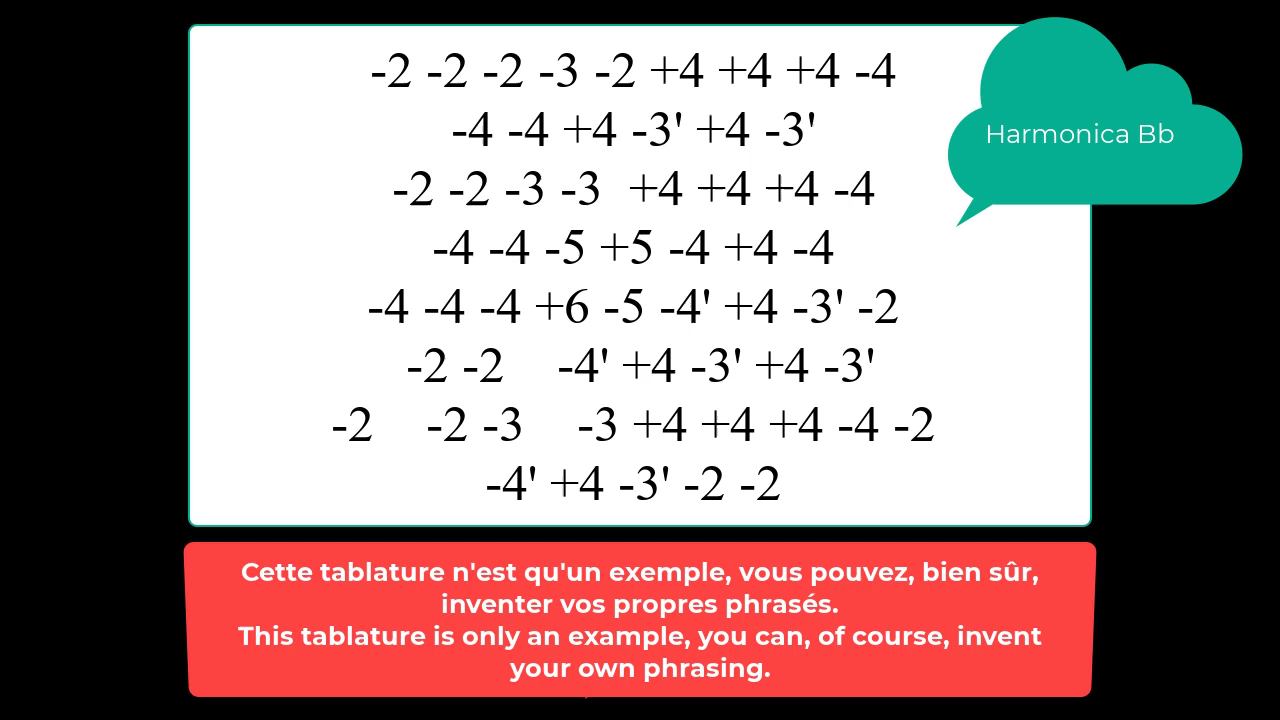 -2 -2 -2 -3 -2 +4 +4 +4 -4
-4 -4 +4 -3' +4 -3'
Harmonica Bb
-2 -2 -3 -3 +4 +4 +4 -4
-4 -4 -5 +5 -4 +4 -4
-4 -4 -4 +6 -5 -4' +4 -3' -2
-2 -2 -4' +4 -3' +4 -3'
-2 -2 -3 -3 +4 +4 +4 -4 -2
-4' +4 -3' -2 -2
Cette tablature n'est qu'un exemple, vous pouvez, bien sûr,
inventer vos propres phrasés.
This tablature is only an example, you can, of course, invent
your own phrasing.